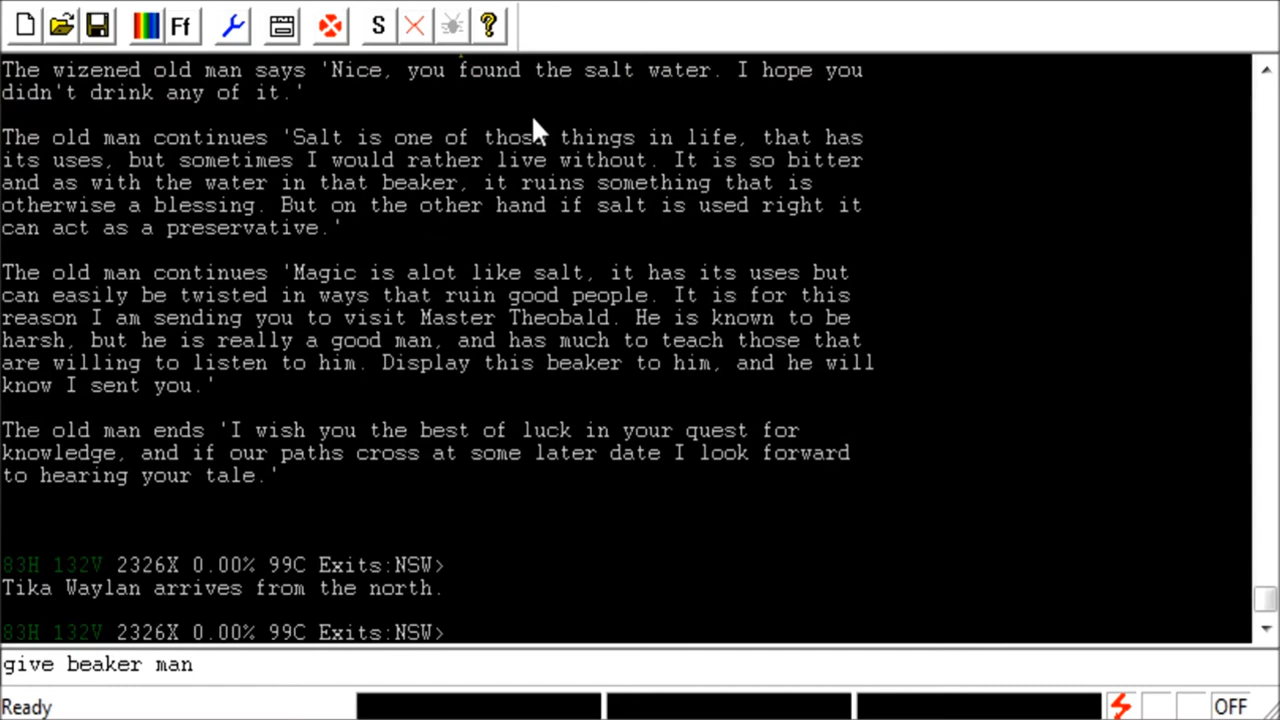 Ff
S
?
The wizened old man says 'Nice, you found the salt water. I hope you
didn't drink any of it.'
The old man continues 'Salt is one of those things in life, that has
its uses, but sometimes I would rather live without. It is so bitter
and as with the water in that beaker, it ruins something that is
otherwise a blessing. But on the other hand if salt is used right it
can act as a preservative.'
The old man continues 'Magic is alot like salt, it has its uses but
can easily be twisted in ways that ruin good people. It is for this
reason I am sending you to visit Master Theobald. He is known to be
harsh, but he is really a good man, and has much to teach those that
are willing to listen to him. Display this beaker to him, and he will
know I sent you.'
The old man ends 'I wish you the best of luck in your quest for
knowledge, and if our paths cross at some later date I look forward
to hearing your tale.'
83H 132V 2326X 0.00% 99C Exits:NSW>
Tika Waylan arrives from the north.
83H 132V 2326X 0.00% 99C Exits:NSW>
give beaker man
Ready
OFF